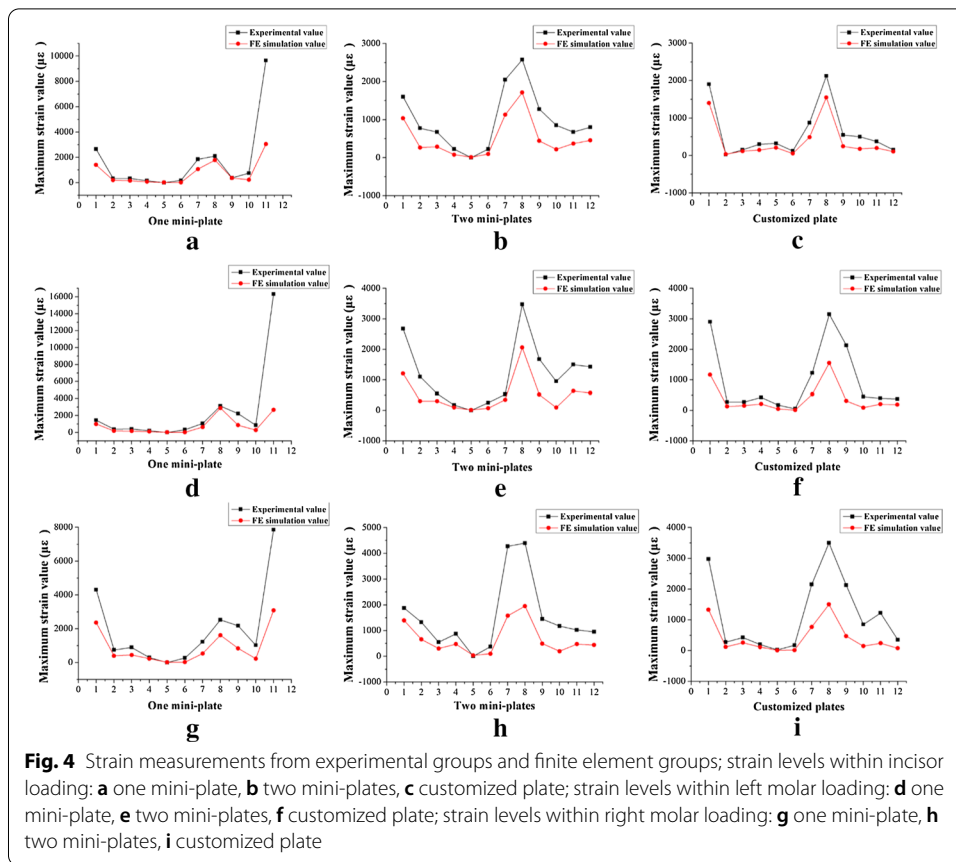 Experimental value
FE simulation value
Maximum strain value (με )
10000
8000
6000
4000
2000
0
1 2 3 4 5 6 7 8 9 10 11 12
One mini-plate
a
Experimental value
FE simulation value
Maximum strain value (με )
3000
2000
1000
0
-1000
1 2 3 4 5 6 7 8 9 10 11 12
Two mini-plates
b
Experimental value
FE simulation value
Maximum strain value (με )
3000
2000
1000
0
-1000
1 2 3 4 5 6 7 8 9 10 11 12
Customized plate
c
Experimental value
FE simulation value
Maximum strain value (με )
16000
14000
12000
10000
8000
6000
4000
2000
0
1 2 3 4 5 6 7 8 9 10 11 12
One mini-plate
d
Experimental value
FE simulation value
Maximum strain value (με )
4000
3000
2000
1000
0
-1000
1 2 3 4 5 6 7 8 9 10 11 12
Two mini-plates
e
Experimental value
FE simulation value
Maximum strain value (με )
4000
3000
2000
1000
0
-1000
1 2 3 4 5 6 7 8 9 10 11 12
Customized plate
f
Experimental value
FE simulation value
Maximum strain value (με )
8000
6000
4000
2000
0
1 2 3 4 5 6 7 8 9 10 11 12
One mini-plate
g
Experimental value
FE simulation value
Maximum strain value (με )
5000
4000
3000
2000
1000
0
-1000
1 2 3 4 5 6 7 8 9 10 11 12
Two mini-plates
h
Experimental value
FE simulation value
Maximum strain value (με )
4000
3000
2000
1000
0
-1000
1 2 3 4 5 6 7 8 9 10 11 12
Customized plates
i
Fig. 4 Strain measurements from experimental groups and finite element groups; strain levels within incisor
loading: a one mini-plate, b two mini-plates, c customized plate; strain levels within left molar loading: d one
mini-plate, e two mini-plates, f customized plate; strain levels within right molar loading: g one mini-plate, h
two mini-plates, i customized plate